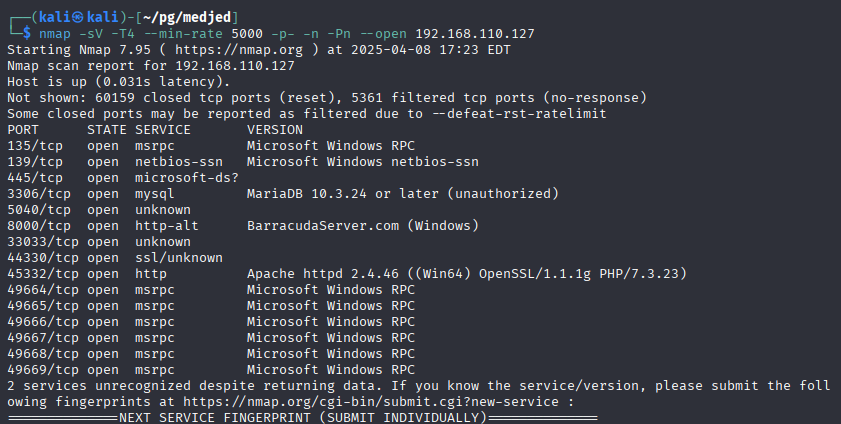 ┌──(kali㉿kali)-[~/pg/medjed]
└─$ nmap -sV -T4 --min-rate 5000 -p- -n -Pn --open 192.168.110.127
Starting Nmap 7.95 ( https://nmap.org ) at 2025-04-08 17:23 EDT
Nmap scan report for 192.168.110.127
Host is up (0.031s latency).
Not shown: 60159 closed tcp ports (reset), 5361 filtered tcp ports (no-response)
Some closed ports may be reported as filtered due to --defeat-rst-ratelimit
PORT      STATE SERVICE       VERSION
135/tcp   open  msrpc         Microsoft Windows RPC
139/tcp   open  netbios-ssn   Microsoft Windows netbios-ssn
445/tcp   open  microsoft-ds?
3306/tcp  open  mysql         MariaDB 10.3.24 or later (unauthorized)
5040/tcp  open  unknown
8000/tcp  open  http-alt      BarracudaServer.com (Windows)
33033/tcp open  unknown
44330/tcp open  ssl/unknown
45332/tcp open  http          Apache httpd 2.4.46 ((Win64) OpenSSL/1.1.1g PHP/7.3.23)
49664/tcp open  msrpc         Microsoft Windows RPC
49665/tcp open  msrpc         Microsoft Windows RPC
49666/tcp open  msrpc         Microsoft Windows RPC
49667/tcp open  msrpc         Microsoft Windows RPC
49668/tcp open  msrpc         Microsoft Windows RPC
49669/tcp open  msrpc         Microsoft Windows RPC
2 services unrecognized despite returning data. If you know the service/version, please submit the foll
owing fingerprints at https://nmap.org/cgi-bin/submit.cgi?new-service :
==============NEXT SERVICE FINGERPRINT (SUBMIT INDIVIDUALLY)==============